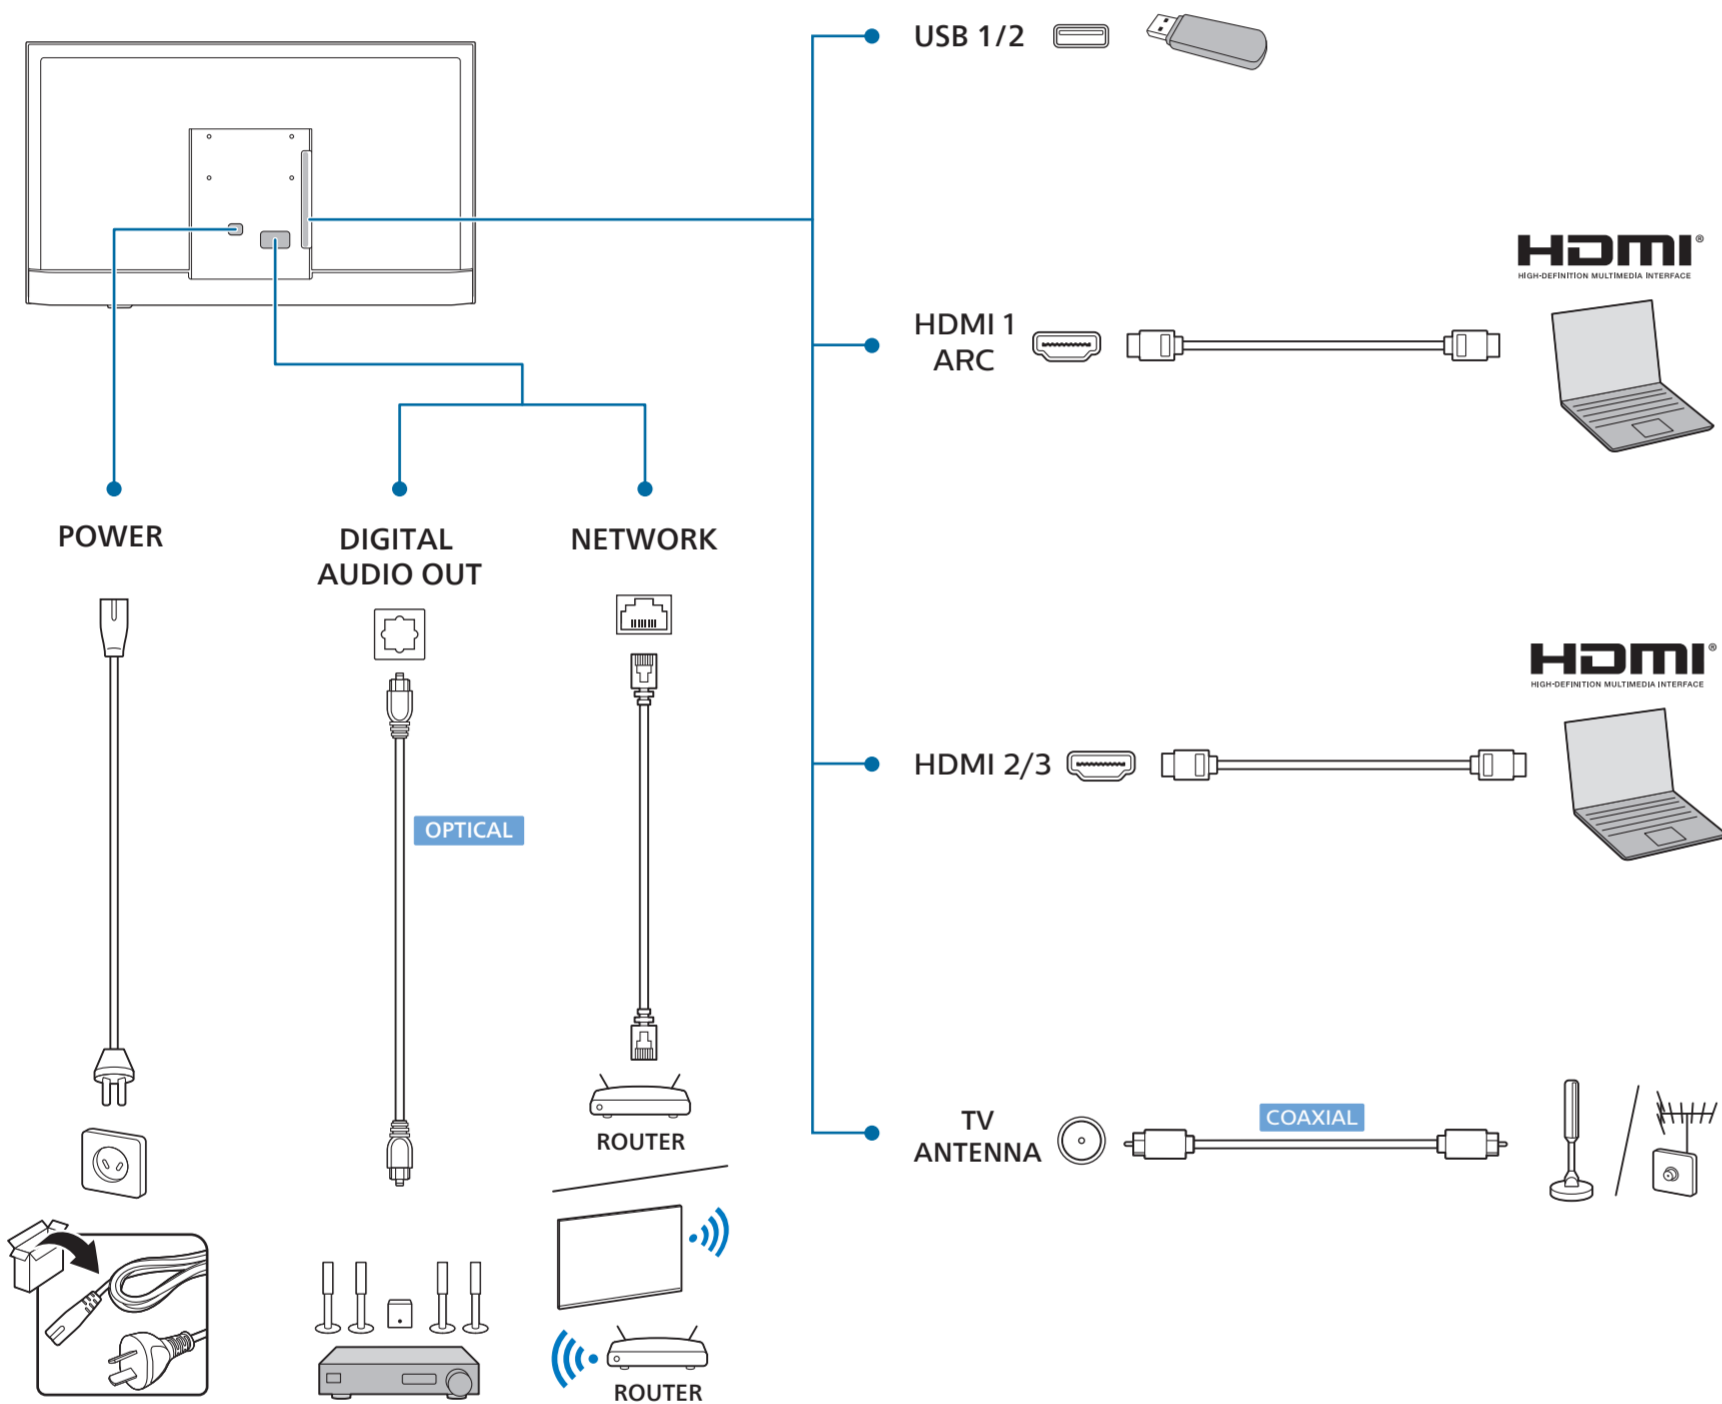 USB 1/2
HDMI®
HIGH-DEFINITION MULTIMEDIA INTERFACE
HDMI 1
ARC
POWER
DIGITAL
AUDIO OUT
NETWORK
HDMI®
HIGH-DEFINITION MULTIMEDIA INTERFACE
HDMI 2/3
OPTICAL
ROUTER
TV
ANTENNA
COAXIAL
ROUTER